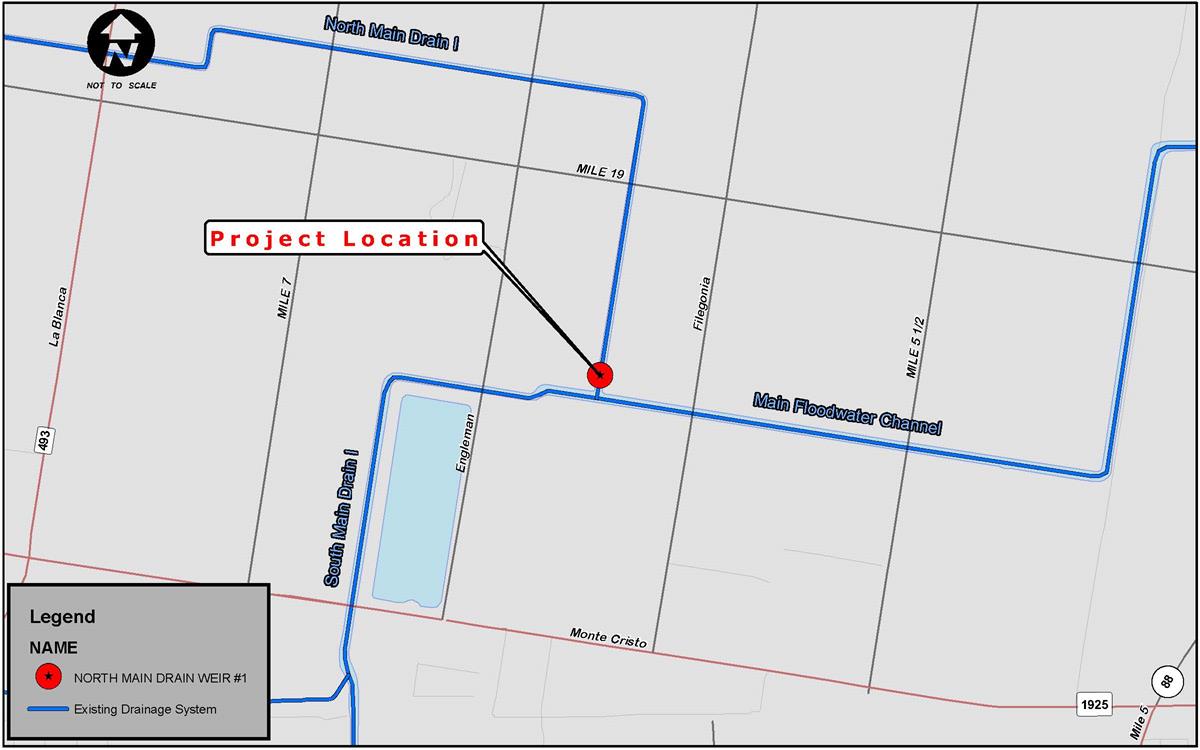 North Main Drain I
N
NOT TO SCALE
MILE 19
Project Location
La Blanca
MILE 7
Filegonia
MILE 5 1/2
Main Floodwater Channel
493
Engleman
South Main Drain I
Monte Cristo
88
1925
Mile 5
Legend
NAME
NORTH MAIN DRAIN WEIR #1
Existing Drainage System